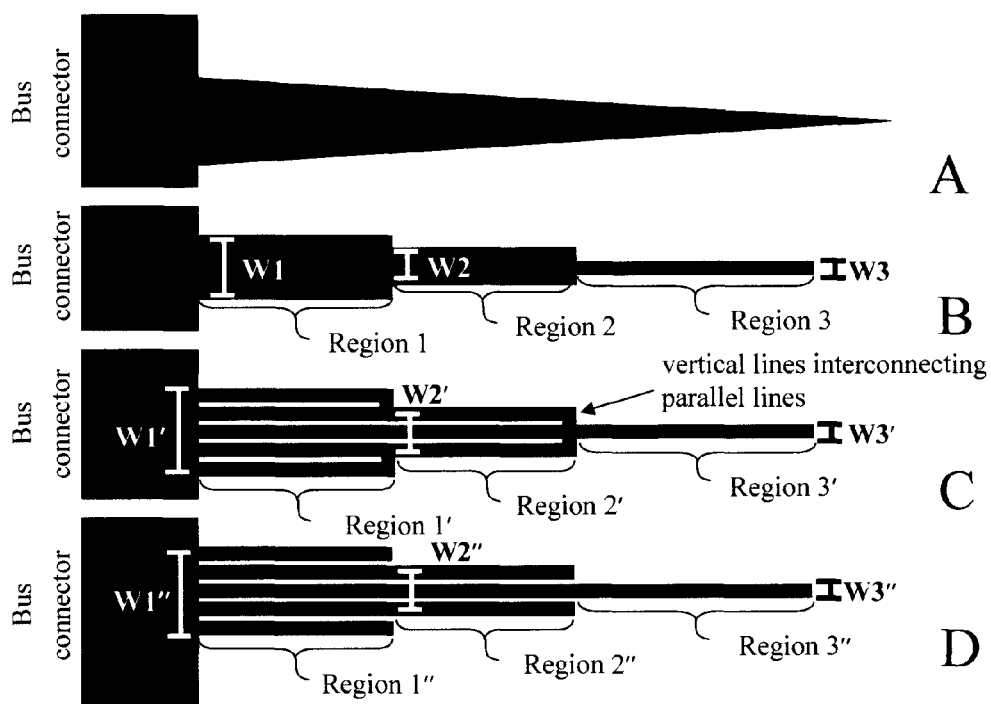 Bus
connector
A
Bus
connector
W1
W2
W3
Region 1
Region 2
Region 3
B
Bus
connector
W1′
W2′
vertical lines interconnecting
parallel lines
W3′
Region 1′
Region 2′
Region 3′
C
Bus
connector
W1″
W2″
W3″
Region 1″
Region 2″
Region 3″
D